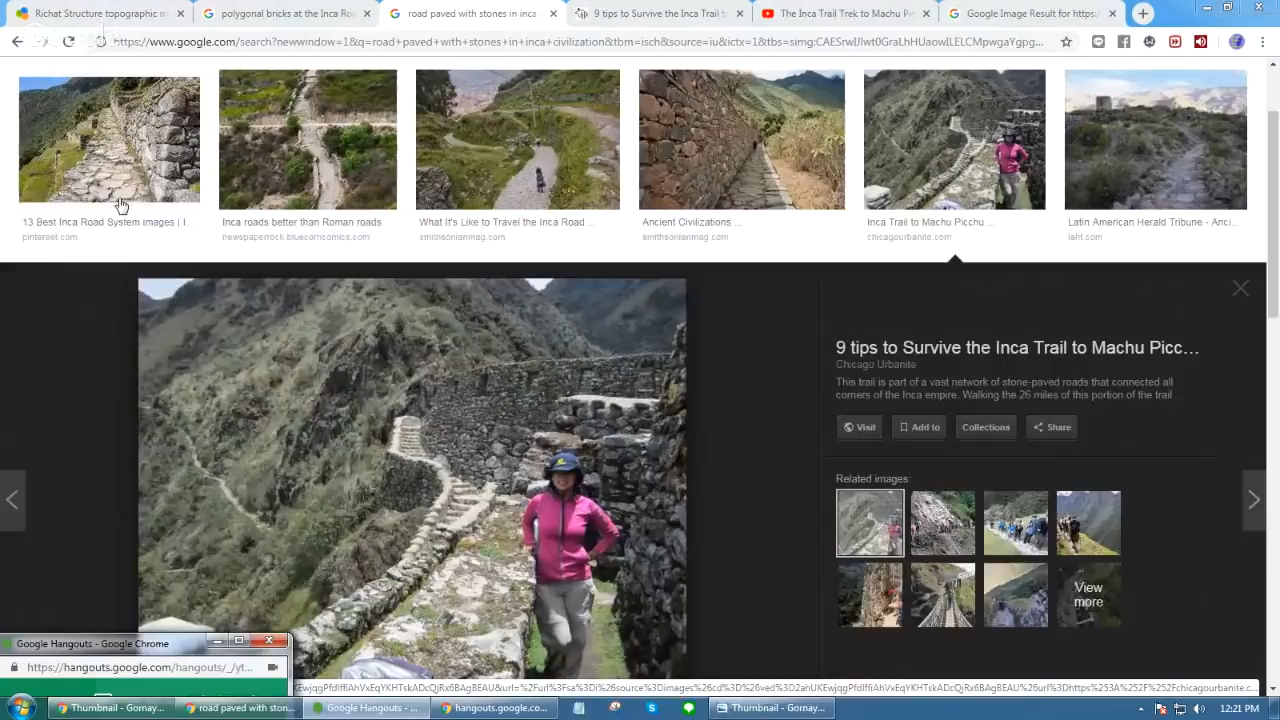 Richat Structure topographic m
polygonal bricks at the Inca Ro
road paved with stones in inca
9 tips to Survive the Inca Trail t
The Inca Trail Trek to Machu Pic
Google Image Result for https:/
https://www.google.com/search?newwindow=1&q=road+paved+with+stones+in+inca+civilization&tbm=isch&source=iu&ictx=1&tbs=simg:
13 Best Inca Road System images | I...
pinterest.com
Inca roads better than Roman roads
newspaperrock.bluecorncomics.com
What It's Like to Travel the Inca Road ...
smithsonianmag.com
Ancient Civilizations ...
smithsonianmag.com
Inca Trail to Machu Picchu ...
chicagourbanite.com
Latin American Herald Tribune - Anci...
laht.com
9 tips to Survive the Inca Trail to Machu Picc...
Chicago Urbanite
This trail is part of a vast network of stone-paved roads that connected all
corners of the Inca empire. Walking the 26 miles of this portion of the trail ...
Visit
Add to
Collections
Share
Related images:
View
more
Google Hangouts - Google Chrome
https://hangouts.google.com/hangouts/_/yt...
Thumbnail - Gornay...
road paved with ston...
Google Hangouts - ...
hangouts.google.co...
Thumbnail - Gornay...
12:21 PM